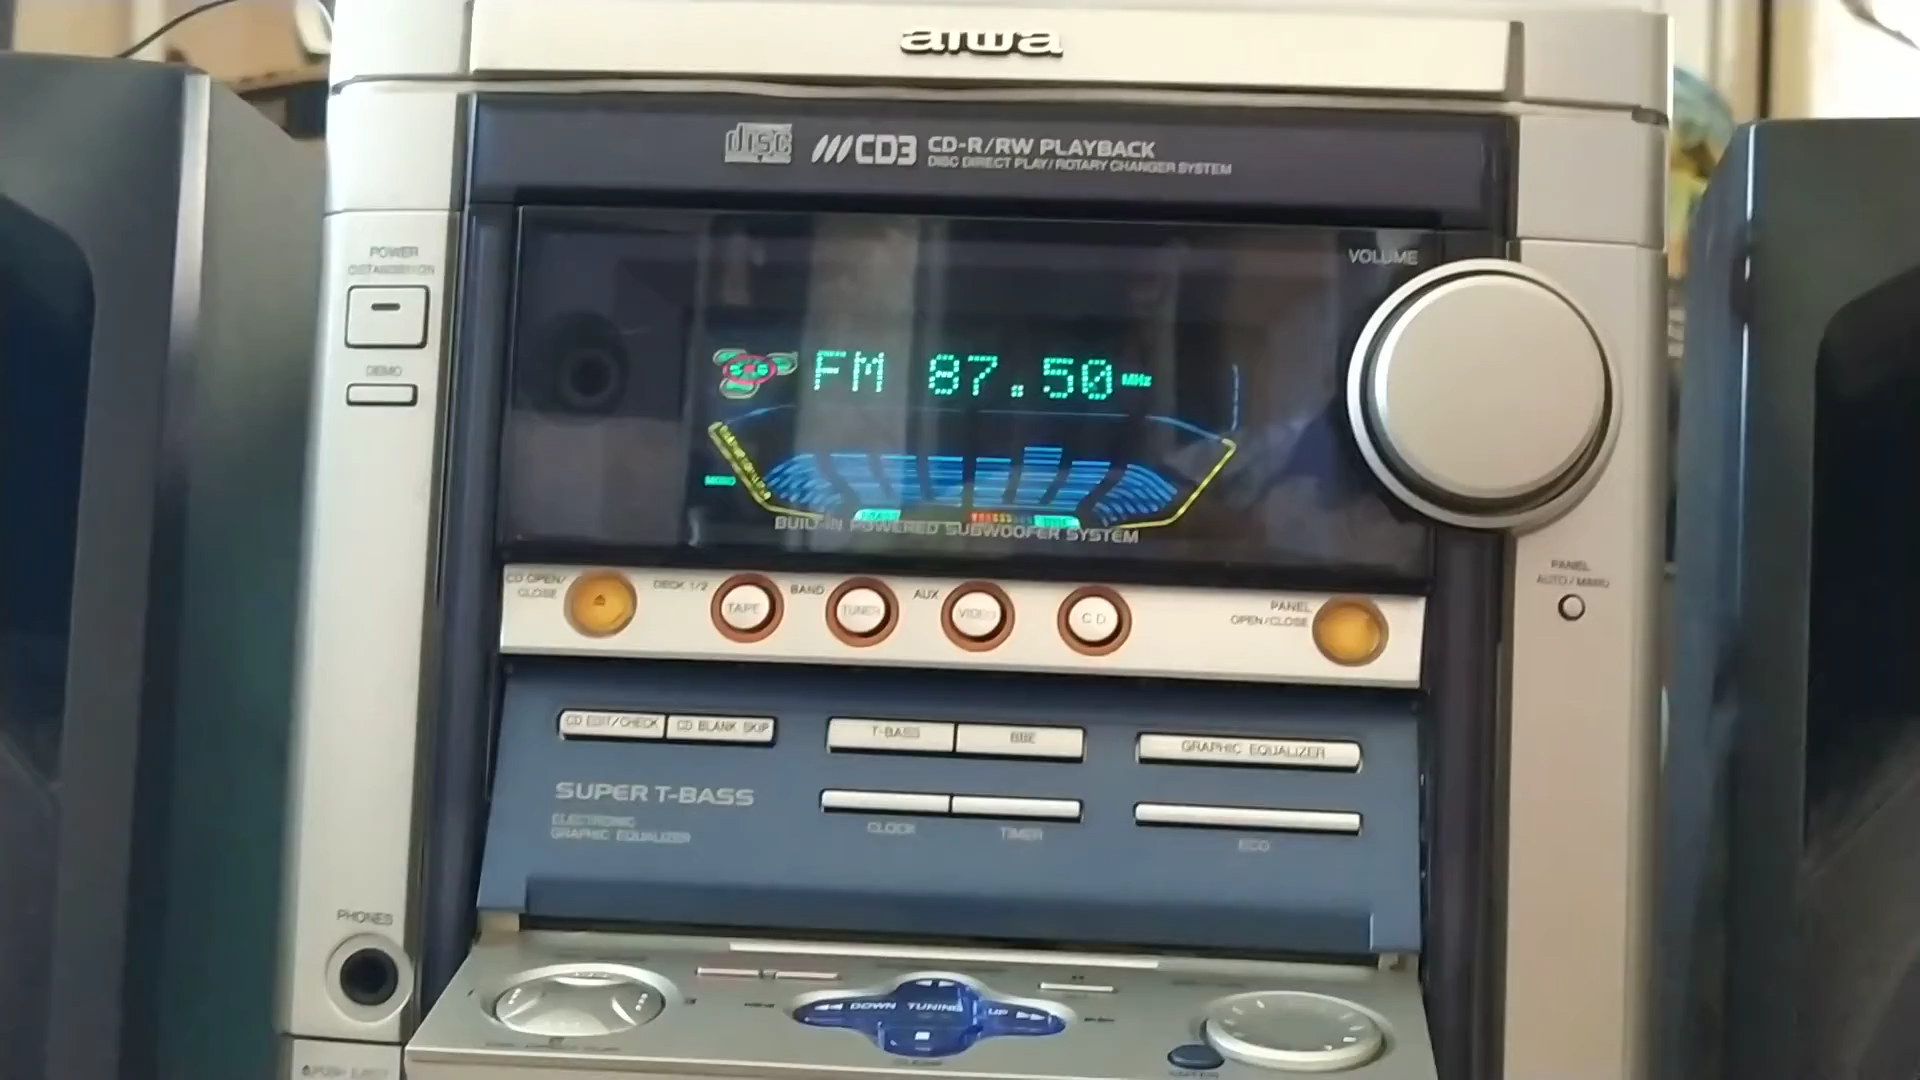 aiwa
disc
CD3 CD-R/RW PLAYBACK
DISC DIRECT PLAY/ROTARY CHANGER SYSTEM
POWER
VOLUME
DEMO
FM 87.50 MHz
MONO
BUILT-IN POWERED SUBWOOFER SYSTEM
PANEL
AUTO/MANU
CD OPEN/
CLOSE
DECK 1/2
TAPE
BAND
TUNER
AUX
VIDEO
CD
PANEL
OPEN/CLOSE
CD EDIT/CHECK
CD BLANK SKIP
T-BASS
BBE
GRAPHIC EQUALIZER
SUPER T-BASS
ELECTRONIC
GRAPHIC EQUALIZER
CLOCK
TIMER
ECO
PHONES
DOWN TUNING UP
PUSH EJECT